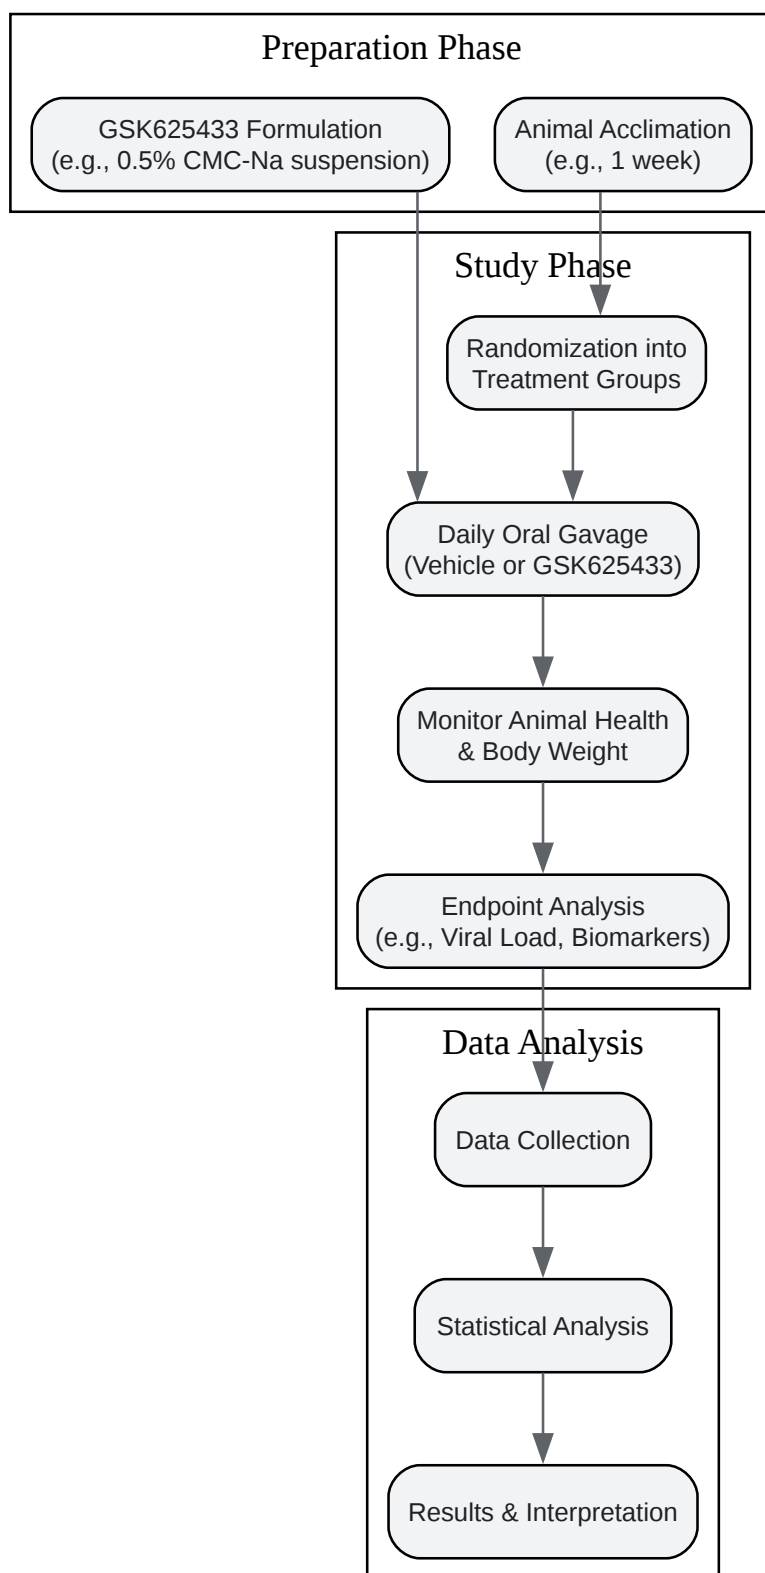 Preparation Phase
GSK625433 Formulation
(e.g., 0.5% CMC-Na suspension)
Animal Acclimation
(e.g., 1 week)
Study Phase
Randomization into
Treatment Groups
Daily Oral Gavage
(Vehicle or GSK625433)
Monitor Animal Health
& Body Weight
Endpoint Analysis
(e.g., Viral Load, Biomarkers)
Data Analysis
Data Collection
Statistical Analysis
Results & Interpretation